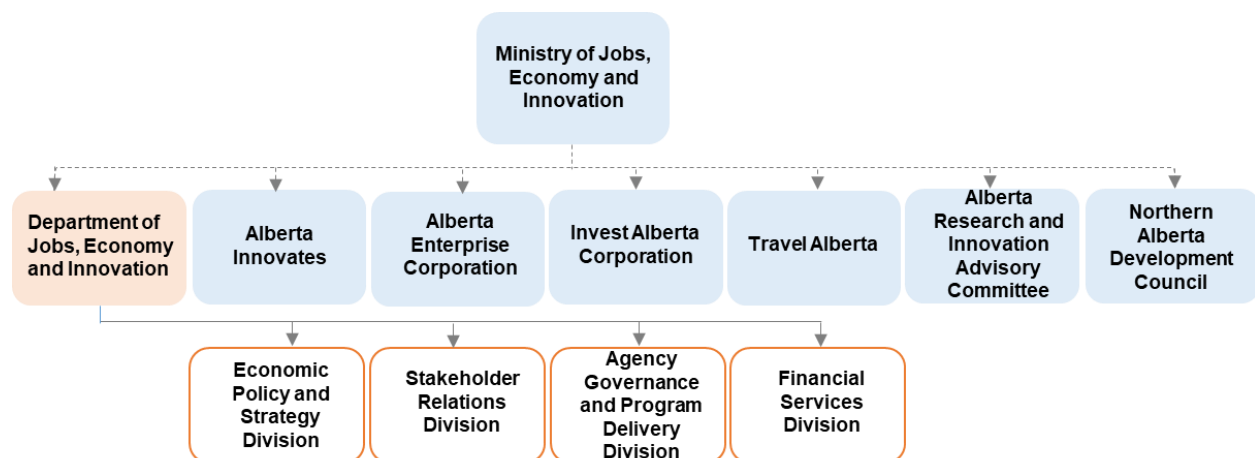 Ministry of Jobs,
Economy and
Innovation
Department of
Jobs, Economy
and Innovation
Alberta
Innovates
Alberta
Enterprise
Corporation
Invest Alberta
Corporation
Travel Alberta
Alberta
Research and
Innovation
Advisory
Committee
Northern
Alberta
Development
Council
Economic
Policy and
Strategy
Division
Stakeholder
Relations
Division
Agency
Governance
and Program
Delivery
Division
Financial
Services
Division